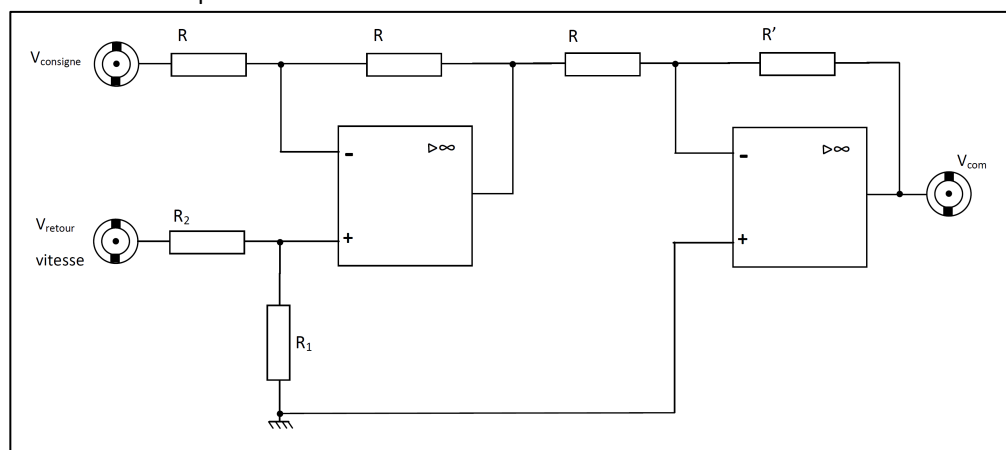 R R R R’
Vconsigne
▷∞ ▷∞
- -
Vcom
R2
Vretour
+ +
vitesse
R1